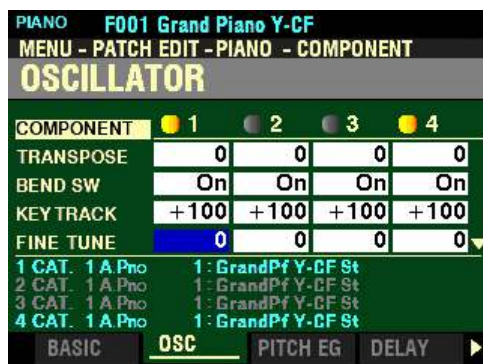 PIANO F001 Grand Piano Y-CF
MENU - PATCH EDIT - PIANO - COMPONENT
OSCILLATOR
COMPONENT 1 2 3 4
TRANSPOSE 0 0 0 0
BEND SW On On On On
KEY TRACK +100 +100 +100 +100
FINE TUNE 0 0 0 0
1 CAT. 1 A.Pno 1: GrandPf Y-CF St
2 CAT. 1 A.Pno 1: GrandPf Y-CF St
3 CAT. 1 A.Pno 1: GrandPf Y-CF St
4 CAT. 1 A.Pno 1: GrandPf Y-CF St
BASIC OSC PITCH EG DELAY